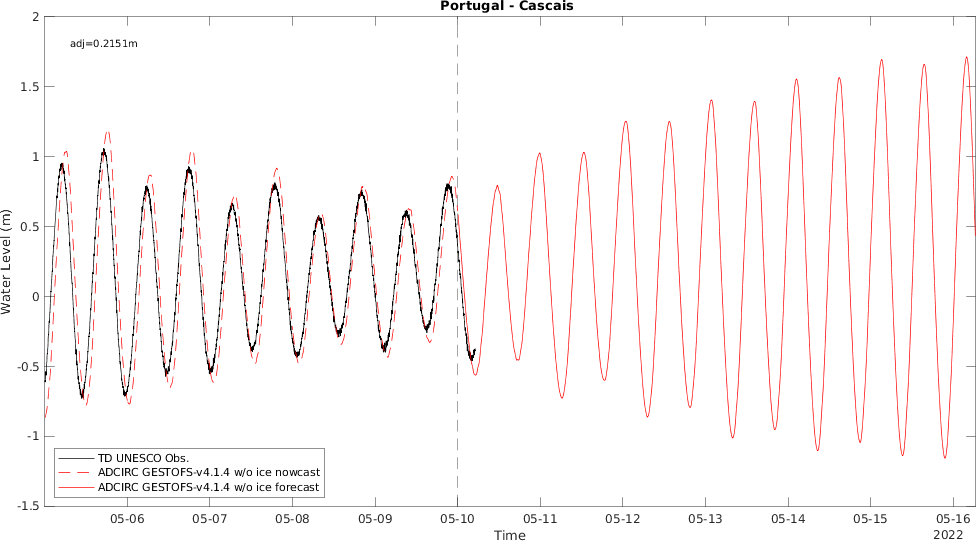 Portugal - Cascais
adj=0.2151m
2
1.5
1
0.5
0
-0.5
-1
-1.5
Water Level (m)
TD UNESCO Obs.
ADCIRC GESTOFS-v4.1.4 w/o ice nowcast
ADCIRC GESTOFS-v4.1.4 w/o ice forecast
05-06 05-07 05-08 05-09 05-10 05-11 05-12 05-13 05-14 05-15 05-16
Time
2022